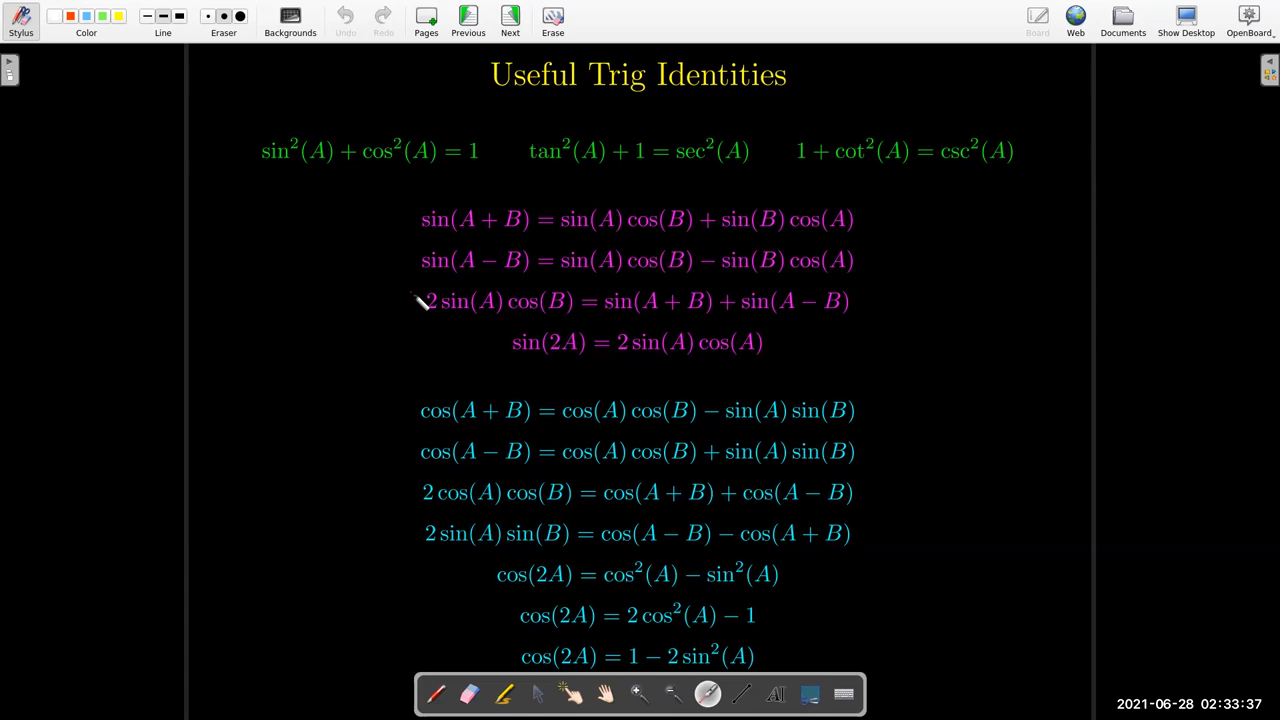 Stylus Color Line Eraser Backgrounds Undo Redo Pages Previous Next Erase Board Web Documents Show Desktop OpenBoard
Useful Trig Identities
sin²(A) + cos²(A) = 1 tan²(A) + 1 = sec²(A) 1 + cot²(A) = csc²(A)
sin(A + B) = sin(A) cos(B) + sin(B) cos(A)
sin(A − B) = sin(A) cos(B) − sin(B) cos(A)
2 sin(A) cos(B) = sin(A + B) + sin(A − B)
sin(2A) = 2 sin(A) cos(A)
cos(A + B) = cos(A) cos(B) − sin(A) sin(B)
cos(A − B) = cos(A) cos(B) + sin(A) sin(B)
2 cos(A) cos(B) = cos(A + B) + cos(A − B)
2 sin(A) sin(B) = cos(A − B) − cos(A + B)
cos(2A) = cos²(A) − sin²(A)
cos(2A) = 2 cos²(A) − 1
cos(2A) = 1 − 2 sin²(A)
AI
2021-06-28 02:33:37